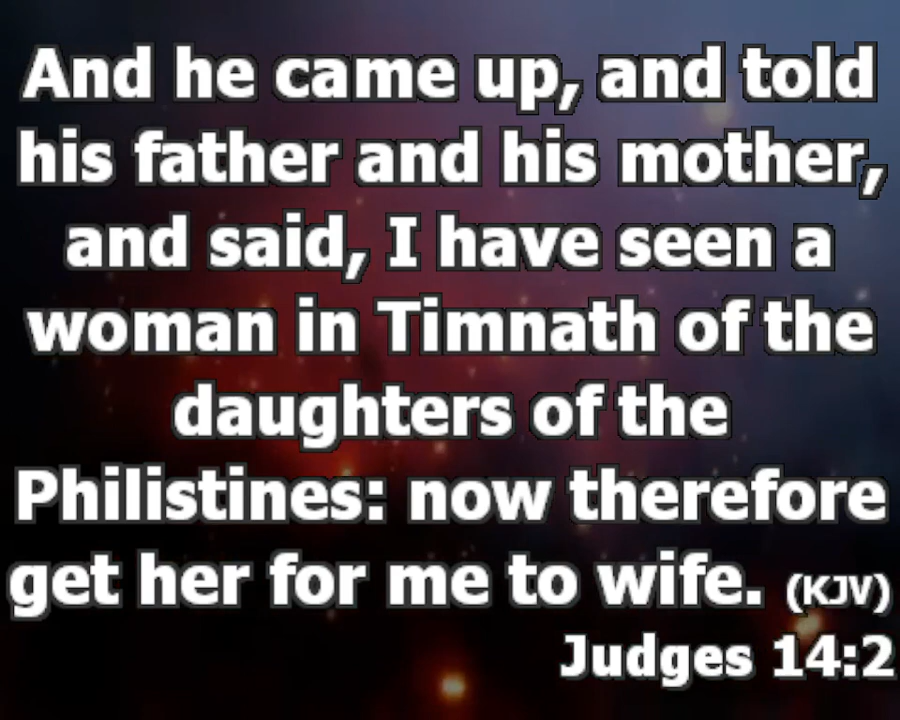 And he came up, and told
his father and his mother,
and said, I have seen a
woman in Timnath of the
daughters of the
Philistines: now therefore
get her for me to wife. (KJV)
Judges 14:2